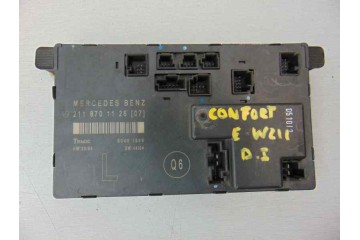 MERCEDES BENZ
211 870 11 26 [07]
Temic
Q6
L
CONFORT
E W211
D.I